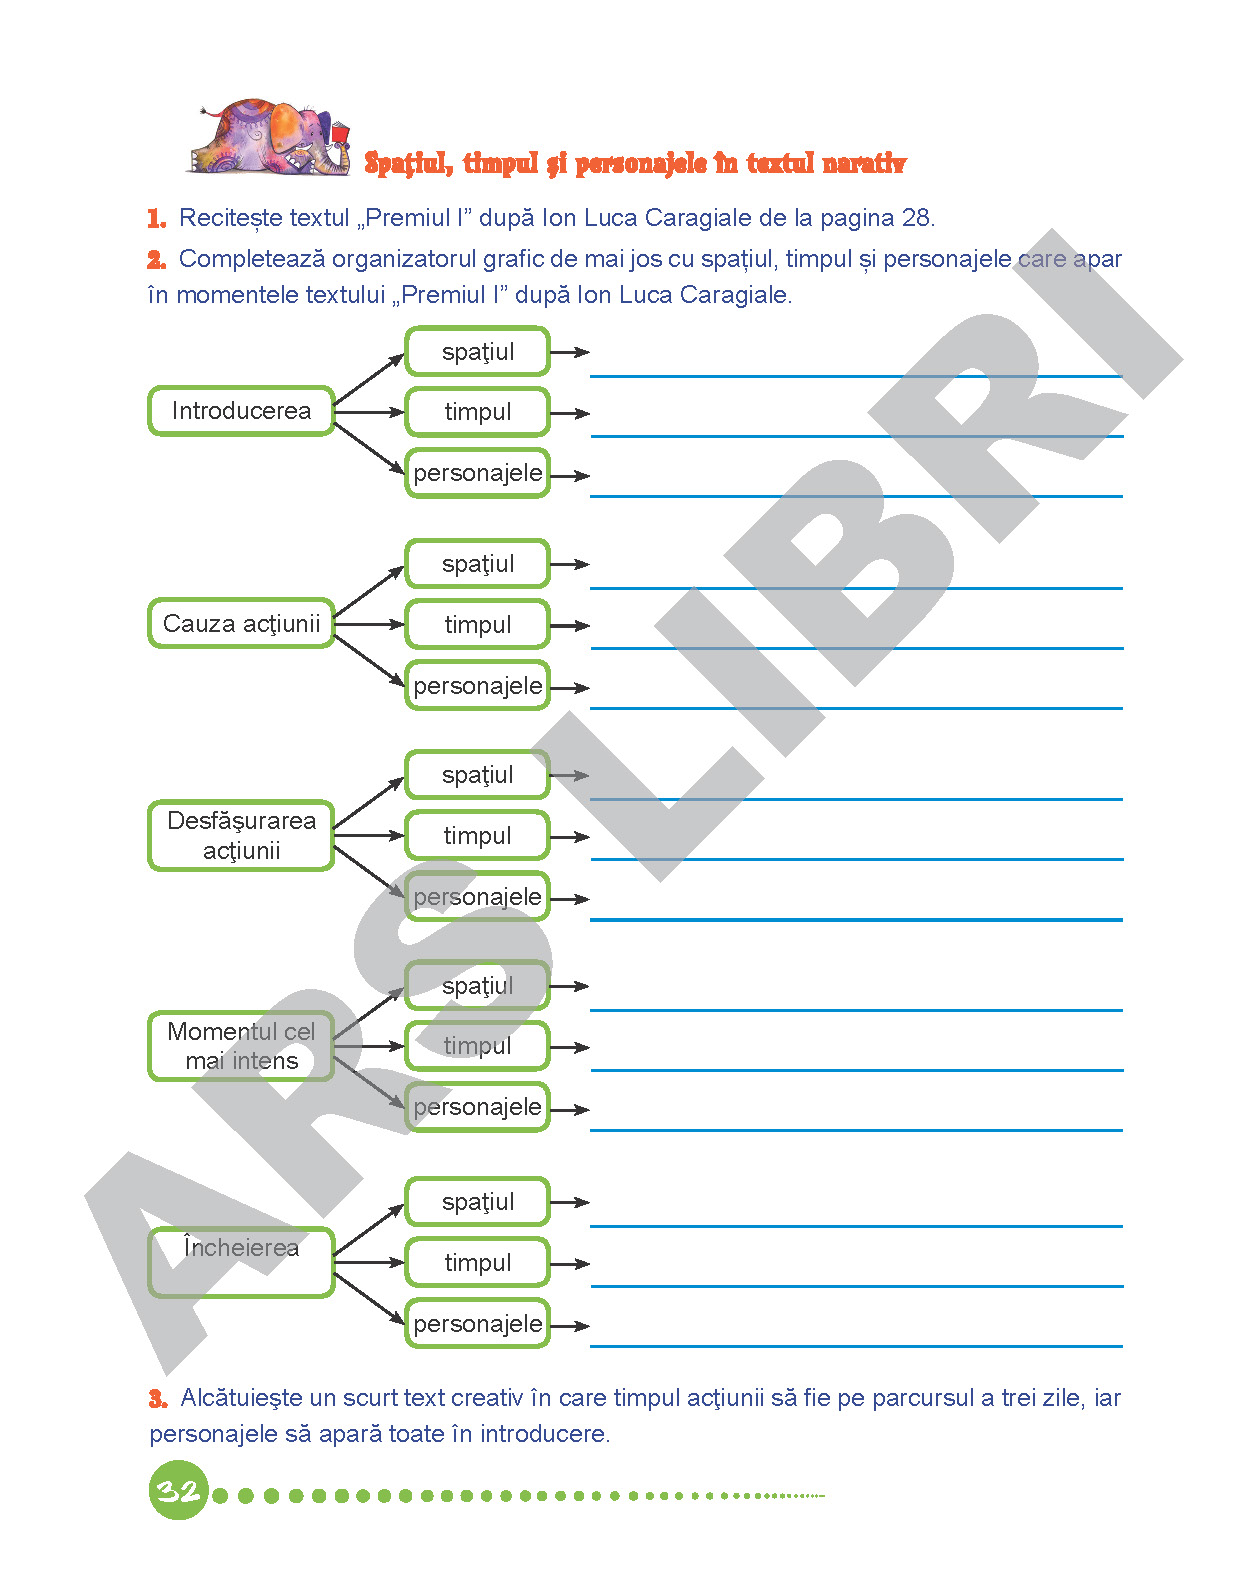 Spaţiul, timpul şi personajele în textul narativ
1. Recitește textul „Premiul I” după Ion Luca Caragiale de la pagina 28.
2. Completează organizatorul grafic de mai jos cu spațiul, timpul și personajele care apar
în momentele textului „Premiul I” după Ion Luca Caragiale.
Introducerea
spaţiul
timpul
personajele
Cauza acţiunii
spaţiul
timpul
personajele
Desfăşurarea
acţiunii
spaţiul
timpul
personajele
Momentul cel
mai intens
spaţiul
timpul
personajele
Încheierea
spaţiul
timpul
personajele
3. Alcătuieşte un scurt text creativ în care timpul acţiunii să fie pe parcursul a trei zile, iar
personajele să apară toate în introducere.
32
ARS LIBRI